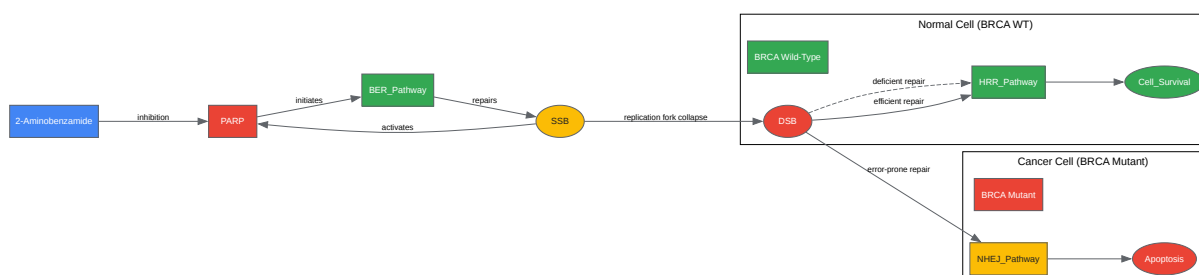 Normal Cell (BRCA WT)
BRCA Wild-Type
deficient repair
HRR_Pathway
Cell_Survival
efficient repair
BER_Pathway
initiates
repairs
2-Aminobenzamide
inhibition
PARP
activates
SSB
replication fork collapse
DSB
Cancer Cell (BRCA Mutant)
error-prone repair
BRCA Mutant
NHEJ_Pathway
Apoptosis